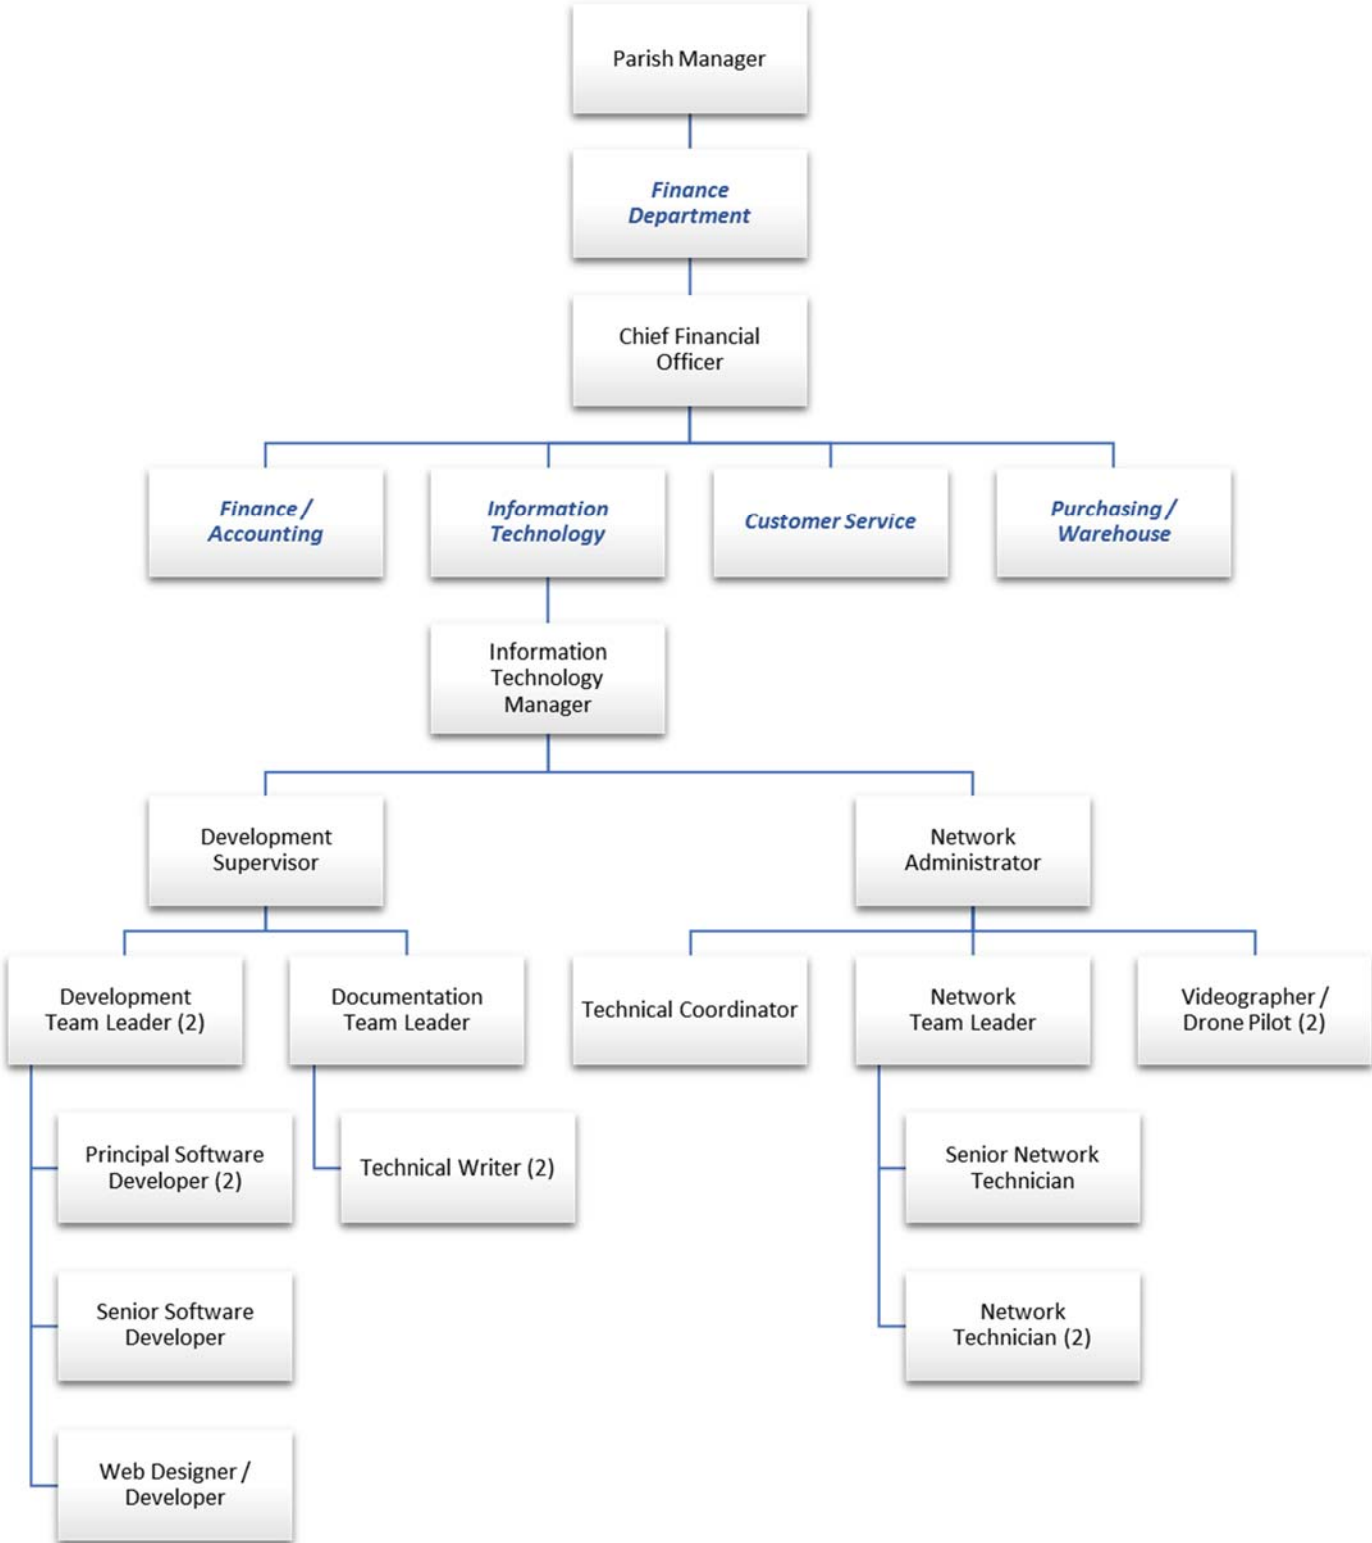 Parish Manager
Finance
Department
Chief Financial
Officer
Finance /
Accounting
Information
Technology
Customer Service
Purchasing /
Warehouse
Information
Technology
Manager
Development
Supervisor
Network
Administrator
Development
Team Leader (2)
Documentation
Team Leader
Technical Coordinator
Network
Team Leader
Videographer /
Drone Pilot (2)
Principal Software
Developer (2)
Technical Writer (2)
Senior Network
Technician
Senior Software
Developer
Network
Technician (2)
Web Designer /
Developer